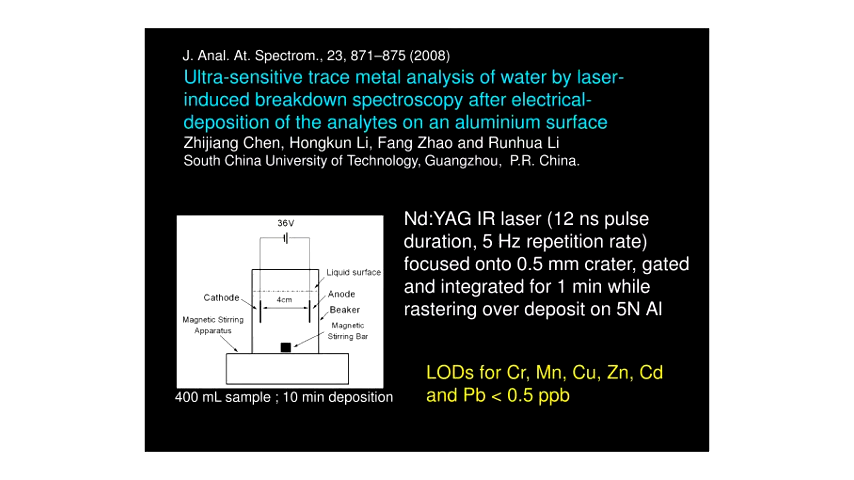 J. Anal. At. Spectrom., 23, 871–875 (2008)
Ultra-sensitive trace metal analysis of water by laser-
induced breakdown spectroscopy after electrical-
deposition of the analytes on an aluminium surface
Zhijiang Chen, Hongkun Li, Fang Zhao and Runhua Li
South China University of Technology, Guangzhou, P.R. China.
36V
Liquid surface
Cathode
4cm
Anode
Beaker
Magnetic Stirring
Apparatus
Magnetic
Stirring Bar
400 mL sample ; 10 min deposition
Nd:YAG IR laser (12 ns pulse
duration, 5 Hz repetition rate)
focused onto 0.5 mm crater, gated
and integrated for 1 min while
rastering over deposit on 5N Al
LODs for Cr, Mn, Cu, Zn, Cd
and Pb < 0.5 ppb